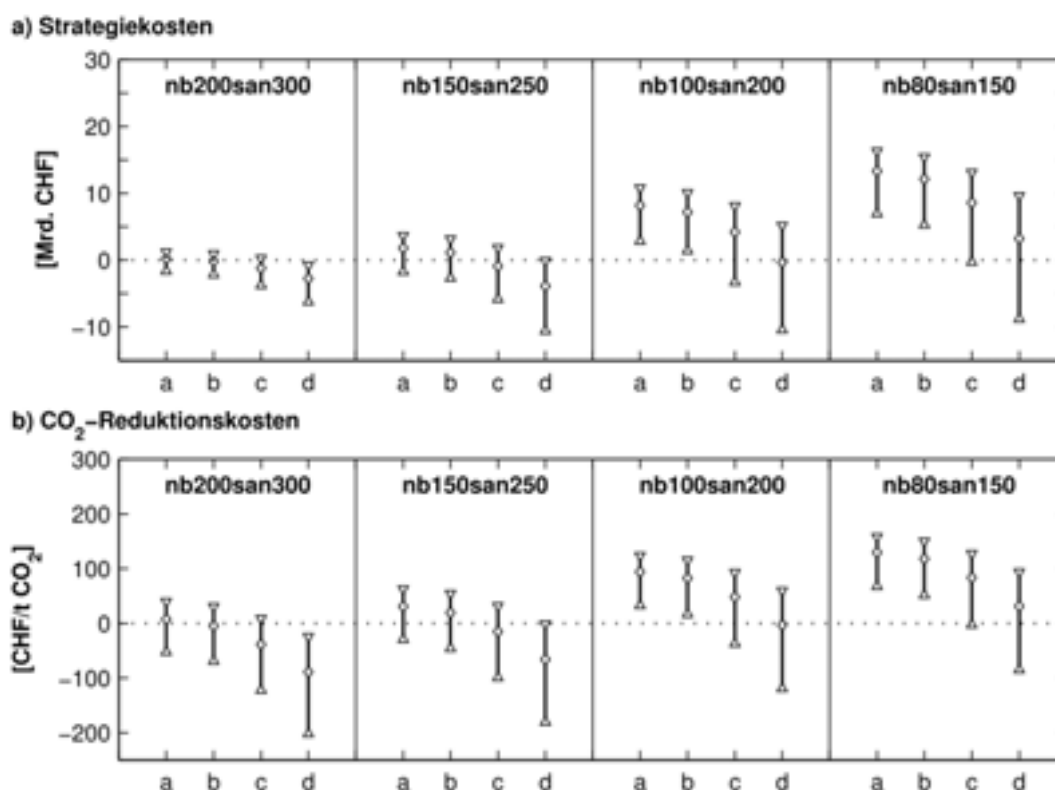 a) Strategiekosten
30
nb200san300 nb150san250 nb100san200 nb80san150
20
10
0
−10
[Mrd. CHF]
a b c d a b c d a b c d a b c d
b) CO2−Reduktionskosten
300
nb200san300 nb150san250 nb100san200 nb80san150
200
100
0
−100
−200
[CHF/t CO2]
a b c d a b c d a b c d a b c d